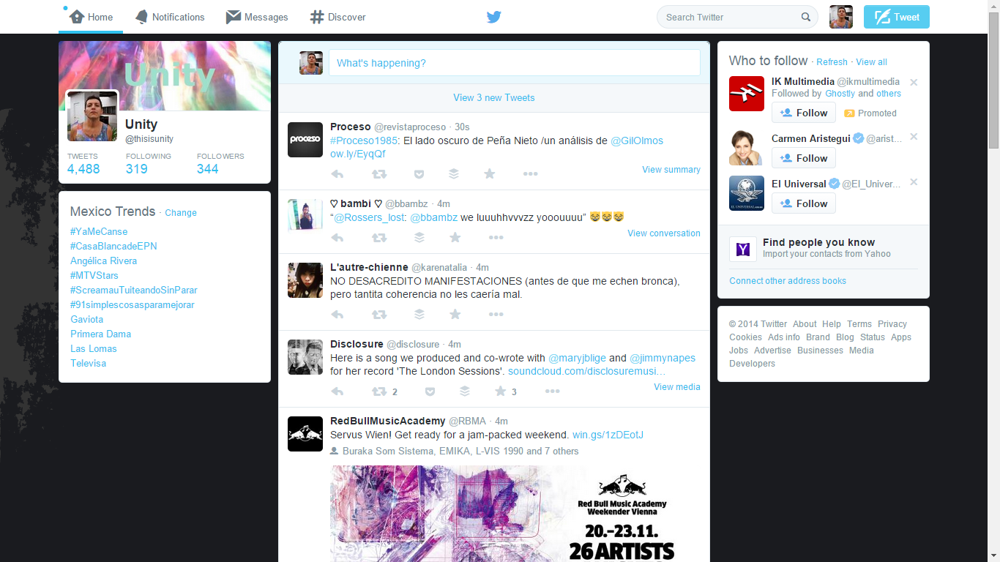 Home
Notifications
Messages
Discover
Search Twitter
Tweet
Unity
Unity
@thisisunity
TWEETS FOLLOWING FOLLOWERS
4,488 319 344
Mexico Trends · Change
#YaMeCanse
#CasaBlancadeEPN
Angélica Rivera
#MTVStars
#ScreamauTuiteandoSinParar
#91simplescosasparamejorar
Gaviota
Primera Dama
Las Lomas
Televisa
What's happening?
View 3 new Tweets
proceso
Proceso @revistaproceso · 30s
#Proceso1985: El lado oscuro de Peña Nieto /un análisis de @GilOlmos
ow.ly/EyqQf
View summary
♡ bambi ♡ @bbambz · 4m
“@Rossers_lost: @bbambz we luuuhhvvvzz yooouuuu” 😸😸😸
View conversation
L'autre-chienne @karenatalia · 4m
NO DESACREDITO MANIFESTACIONES (antes de que me echen bronca),
pero tantita coherencia no les caería mal.
Disclosure @disclosure · 4m
Here is a song we produced and co-wrote with @maryjblige and @jimmynapes
for her record 'The London Sessions'. soundcloud.com/disclosuremusi…
2 3
View media
RedBullMusicAcademy @RBMA · 4m
Servus Wien! Get ready for a jam-packed weekend. win.gs/1zDEotJ
Buraka Som Sistema, EMIKA, L-VIS 1990 and 7 others
Red Bull Music Academy
Weekender Vienna
20.–23.11.
26 ARTISTS
Who to follow · Refresh · View all
IK Multimedia @ikmultimedia
Followed by Ghostly and others
Follow
Promoted
Carmen Aristegui @arist...
Follow
El Universal @El_Univer...
Follow
EL UNIVERSAL
Find people you know
Import your contacts from Yahoo
Connect other address books
© 2014 Twitter About Help Terms Privacy
Cookies Ads info Brand Blog Status Apps
Jobs Advertise Businesses Media
Developers